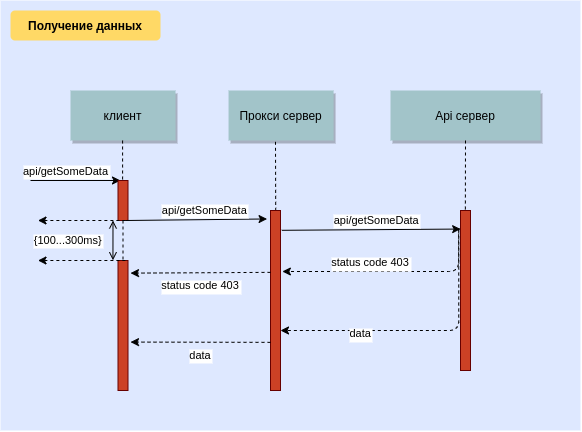 Получение данных
клиент
Прокси сервер
Api сервер
api/getSomeData
api/getSomeData
api/getSomeData
{100...300ms}
status code 403
status code 403
data
data